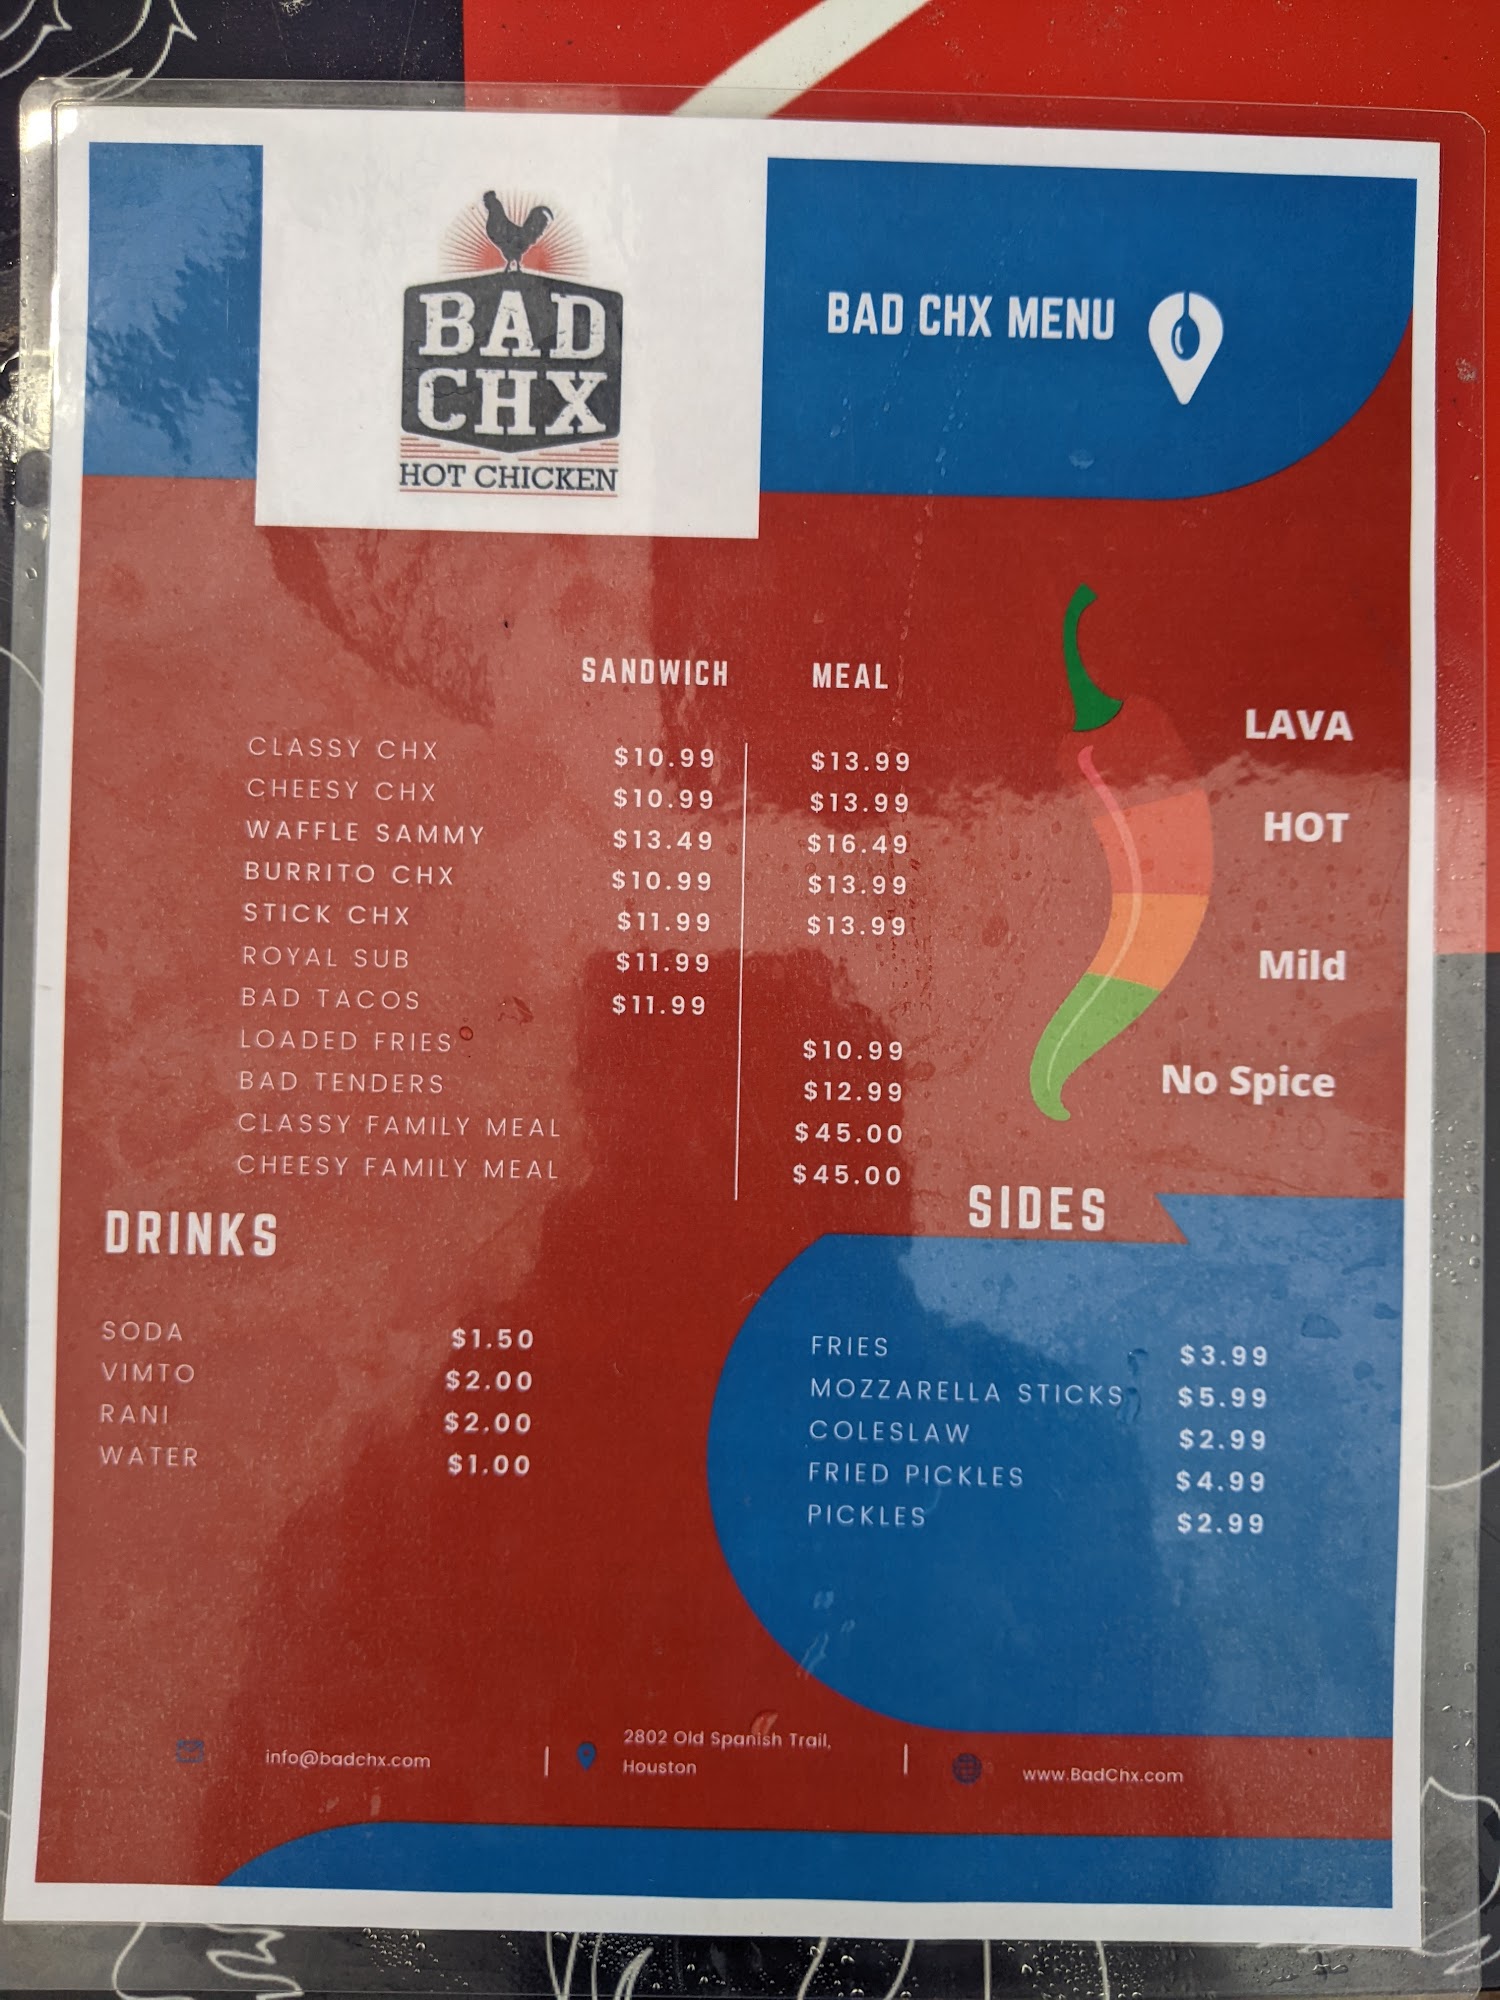 BAD
CHX
HOT CHICKEN
BAD CHX MENU
SANDWICH MEAL
CLASSY CHX $10.99 $13.99
CHEESY CHX $10.99 $13.99
WAFFLE SAMMY $13.49 $16.49
BURRITO CHX $10.99 $13.99
STICK CHX $11.99 $13.99
ROYAL SUB $11.99
BAD TACOS $11.99
LOADED FRIES $10.99
BAD TENDERS $12.99
CLASSY FAMILY MEAL $45.00
CHEESY FAMILY MEAL $45.00
LAVA
HOT
Mild
No Spice
DRINKS
SODA $1.50
VIMTO $2.00
RANI $2.00
WATER $1.00
SIDES
FRIES $3.99
MOZZARELLA STICKS $5.99
COLESLAW $2.99
FRIED PICKLES $4.99
PICKLES $2.99
info@badchx.com
2802 Old Spanish Trail,
Houston
www.BadChx.com